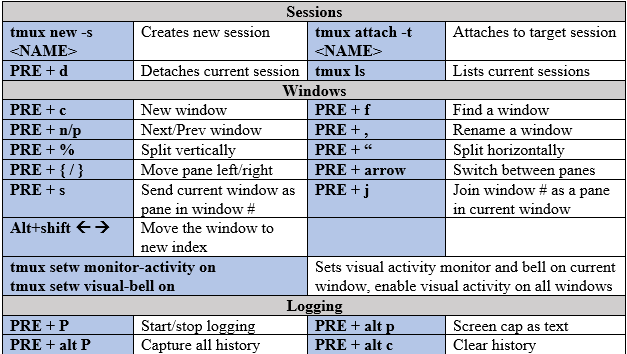 Sessions
tmux new -s Creates new session tmux attach -t Attaches to target session
<NAME> <NAME>
PRE + d Detaches current session tmux ls Lists current sessions
Windows
PRE + c New window PRE + f Find a window
PRE + n/p Next/Prev window PRE + , Rename a window
PRE + % Split vertically PRE + “ Split horizontally
PRE + { / } Move pane left/right PRE + arrow Switch between panes
PRE + s Send current window as PRE + j Join window # as a pane
pane in window # in current window
Alt+shift ← → Move the window to
new index
tmux setw monitor-activity on Sets visual activity monitor and bell on current
tmux setw visual-bell on window, enable visual activity on all windows
Logging
PRE + P Start/stop logging PRE + alt p Screen cap as text
PRE + alt P Capture all history PRE + alt c Clear history